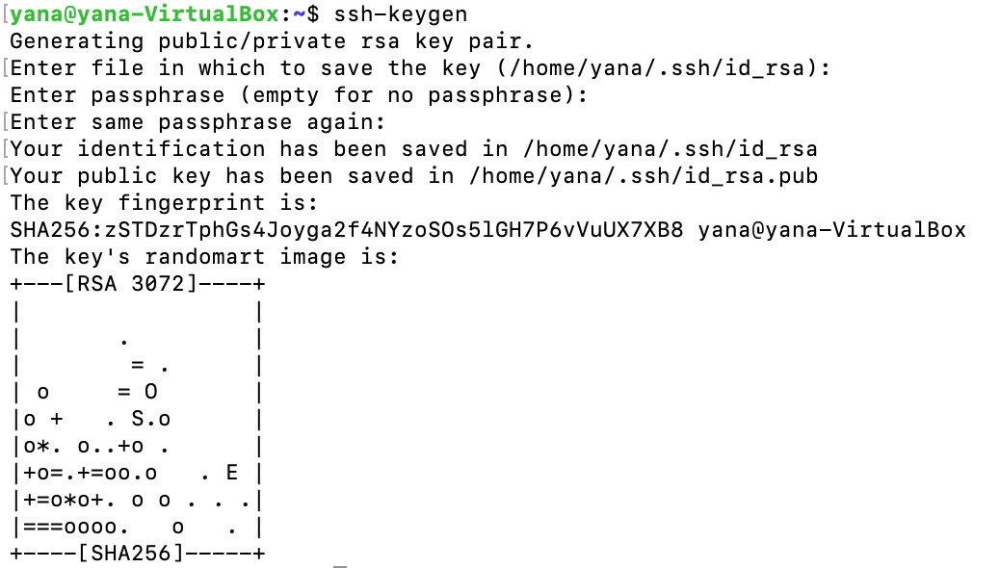 [yana@yana-VirtualBox:~$ ssh-keygen
Generating public/private rsa key pair.
[Enter file in which to save the key (/home/yana/.ssh/id_rsa):
Enter passphrase (empty for no passphrase):
[Enter same passphrase again:
[Your identification has been saved in /home/yana/.ssh/id_rsa
[Your public key has been saved in /home/yana/.ssh/id_rsa.pub
The key fingerprint is:
SHA256:zSTDzrTphGs4Joyga2f4NYzoSOs5lGH7P6vVuUX7XB8 yana@yana-VirtualBox
The key's randomart image is:
+---[RSA 3072]----+
|                 |
|       .         |
|        = .      |
| o     = O       |
|o +   . S.o      |
|o*. o..+o .      |
|+o=.+=oo.o   . E |
|+=o*o+. o o . . .|
|===oooo.   o   . |
+----[SHA256]-----+